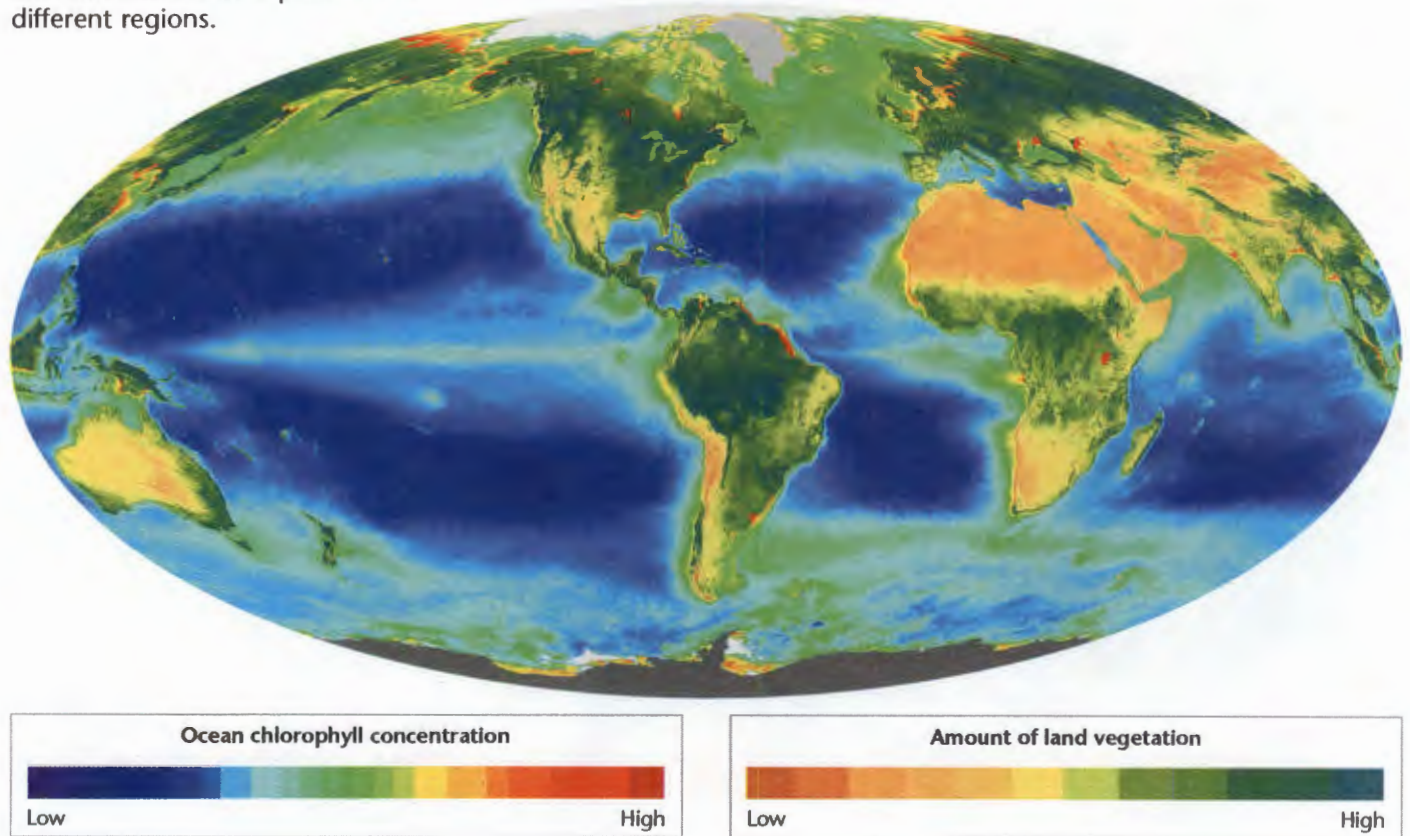 different regions.
Ocean chlorophyll concentration
Low High
Amount of land vegetation
Low High